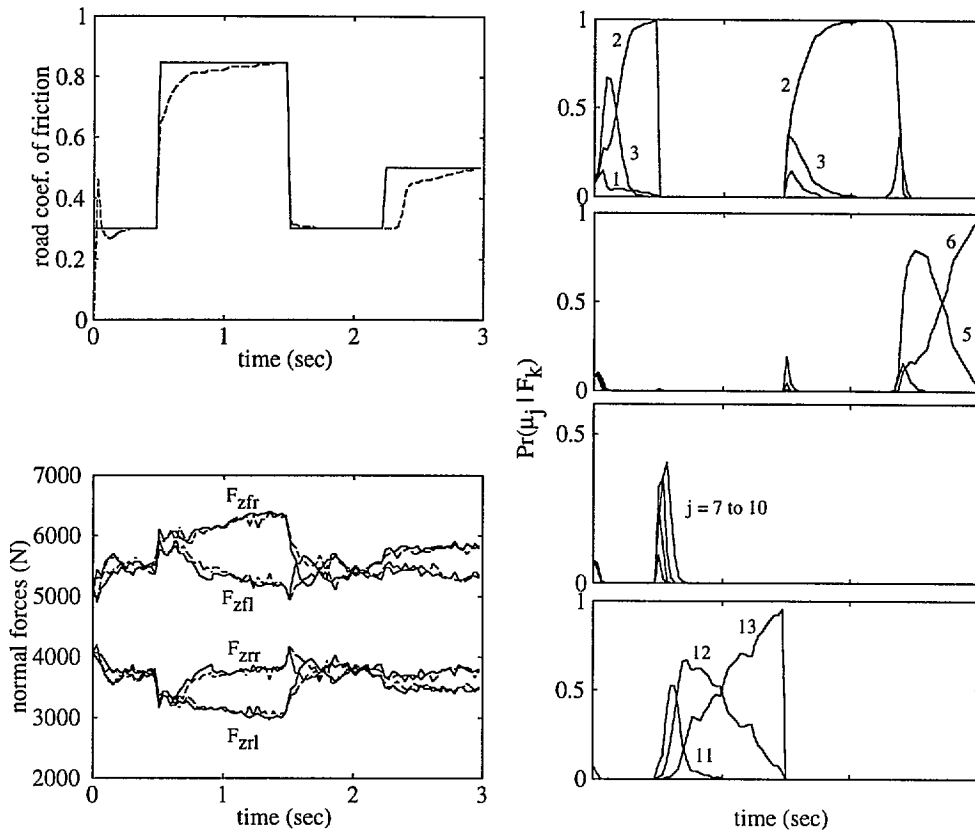 road coef. of friction
1
0.8
0.6
0.4
0.2
0
0 1 2 3
time (sec)
normal forces (N)
7000
6000
5000
4000
3000
2000
F_zfr
F_zfl
F_zrr
F_zrl
0 1 2 3
time (sec)
Pr(μ_j | F_k)
1
0.5
0
2
3
1
2
3
1
0.5
0
6
5
0.5
0
j = 7 to 10
1
0.5
0
12
13
11
time (sec)